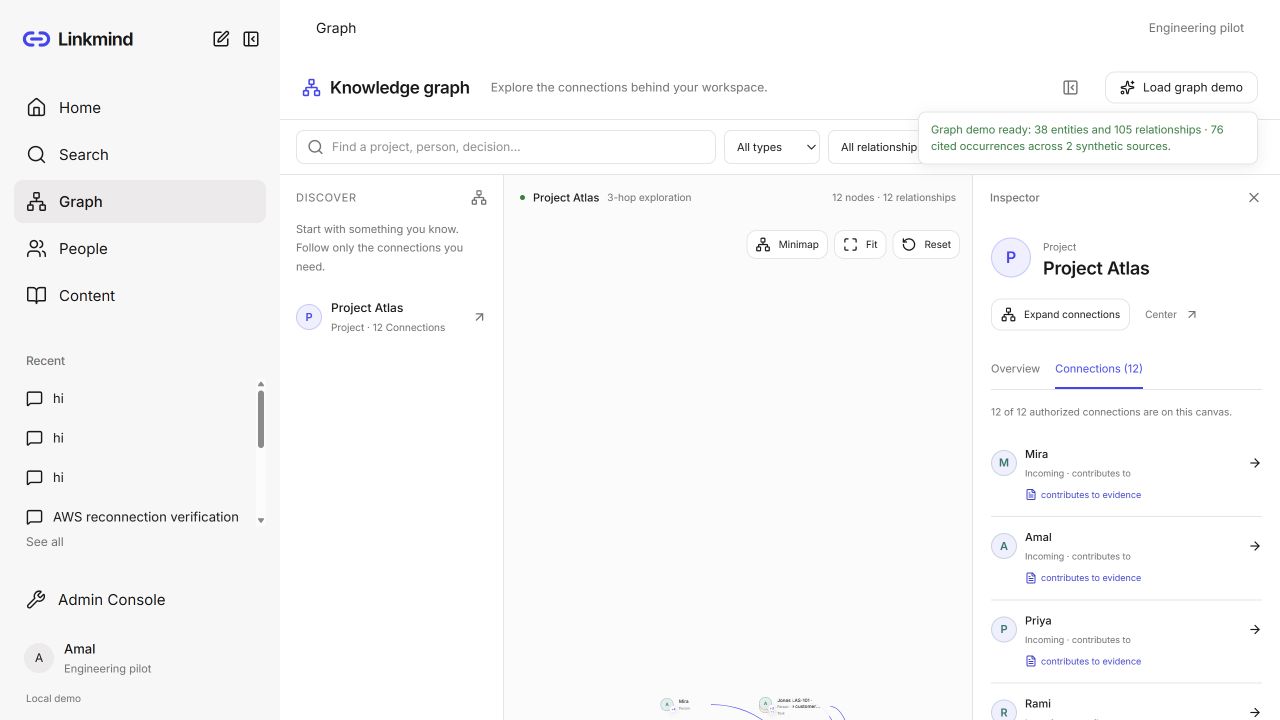 Linkmind
Home
Search
Graph
People
Content
Recent
hi
hi
hi
AWS reconnection verification
See all
Admin Console
A
Amal
Engineering pilot
Local demo
Graph
Engineering pilot
Knowledge graph
Explore the connections behind your workspace.
Load graph demo
Graph demo ready: 38 entities and 105 relationships · 76
cited occurrences across 2 synthetic sources.
Find a project, person, decision...
All types
All relationship
DISCOVER
Start with something you know.
Follow only the connections you
need.
P
Project Atlas
Project · 12 Connections
Project Atlas
3-hop exploration
12 nodes · 12 relationships
Minimap
Fit
Reset
A
Mira
Person
A
Jonas
Person
Inspector
P
Project
Project Atlas
Expand connections
Center
Overview
Connections (12)
12 of 12 authorized connections are on this canvas.
M
Mira
Incoming · contributes to
contributes to evidence
A
Amal
Incoming · contributes to
contributes to evidence
P
Priya
Incoming · contributes to
contributes to evidence
R
Rami
Incoming · contributes to